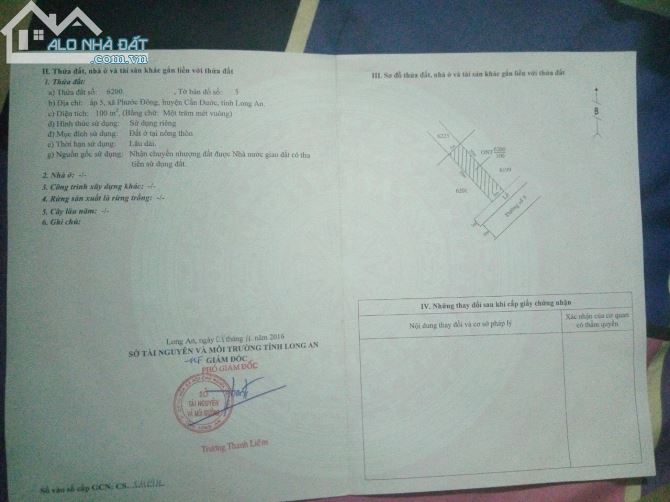 ALO NHÀ ĐẤT
.com.vn
II. Thửa đất, nhà ở và tài sản khác gắn liền với thửa đất
1. Thửa đất:
a) Thửa đất số: 6200. , Tờ bản đồ số: 5
b) Địa chỉ: ấp 5, xã Phước Đông, huyện Cần Đước, tỉnh Long An.
c) Diện tích: 100 m², (Bằng chữ: Một trăm mét vuông)
d) Hình thức sử dụng: Sử dụng riêng
đ) Mục đích sử dụng: Đất ở tại nông thôn
e) Thời hạn sử dụng: Lâu dài.
g) Nguồn gốc sử dụng: Nhận chuyển nhượng đất được Nhà nước giao đất có thu
tiền sử dụng đất.
2. Nhà ở: -/-
3. Công trình xây dựng khác: -/-
4. Rừng sản xuất là rừng trồng: -/-
5. Cây lâu năm: -/-
6. Ghi chú:
Long An, ngày tháng 11 năm 2016
SỞ TÀI NGUYÊN VÀ MÔI TRƯỜNG TỈNH LONG AN
GIÁM ĐỐC
PHÓ GIÁM ĐỐC
SỞ
TÀI NGUYÊN
VÀ MÔI TRƯỜNG
Trương Thanh Liêm
Số vào sổ cấp GCN: CS.
III. Sơ đồ thửa đất, nhà ở và tài sản khác gắn liền với thửa đất
B
6223
ONT 6200
100
6199
6201
Đường số 8
IV. Những thay đổi sau khi cấp giấy chứng nhận
Nội dung thay đổi và cơ sở pháp lý
Xác nhận của cơ quan
có thẩm quyền